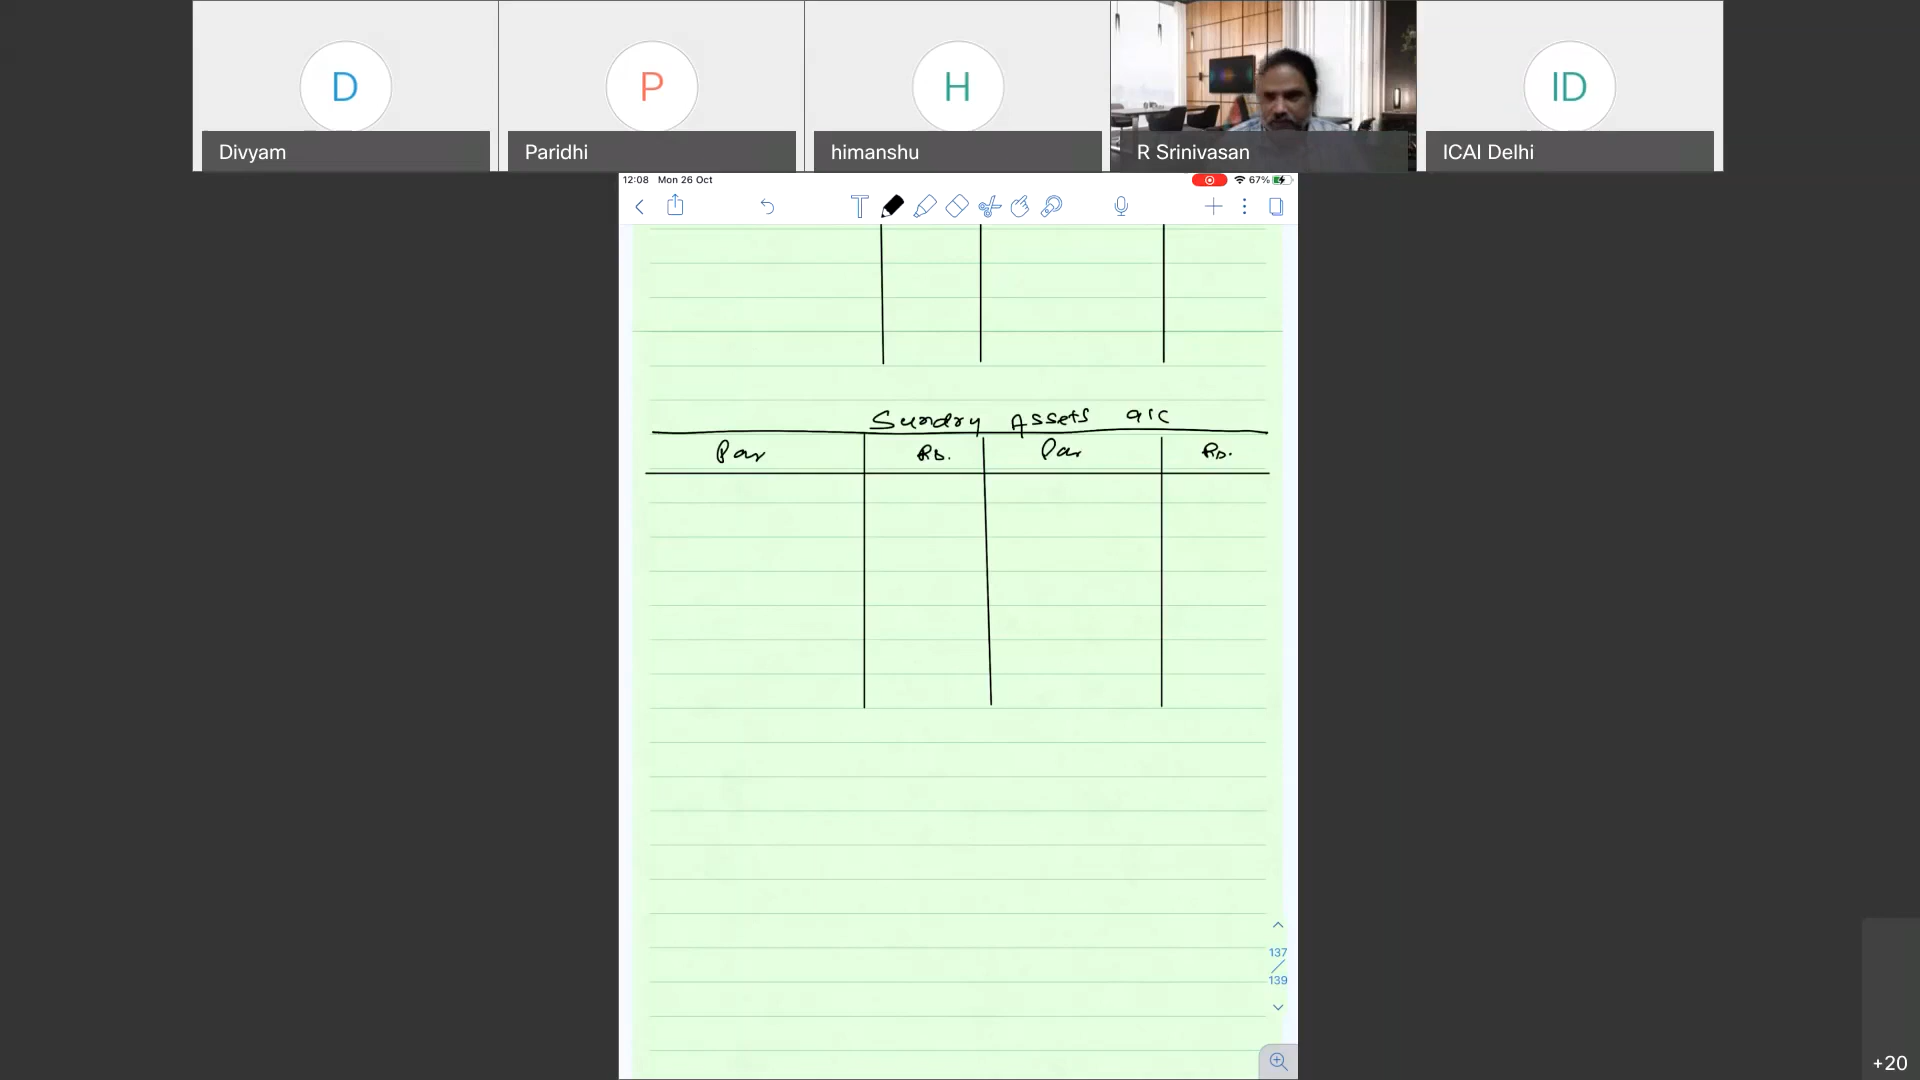 D
P
H
ID
Divyam
Paridhi
himanshu
R Srinivasan
ICAI Delhi
12:08 Mon 26 Oct
67%
T
Sundry Assets a/c
Par Rs. Par Rs.
137
139
+20